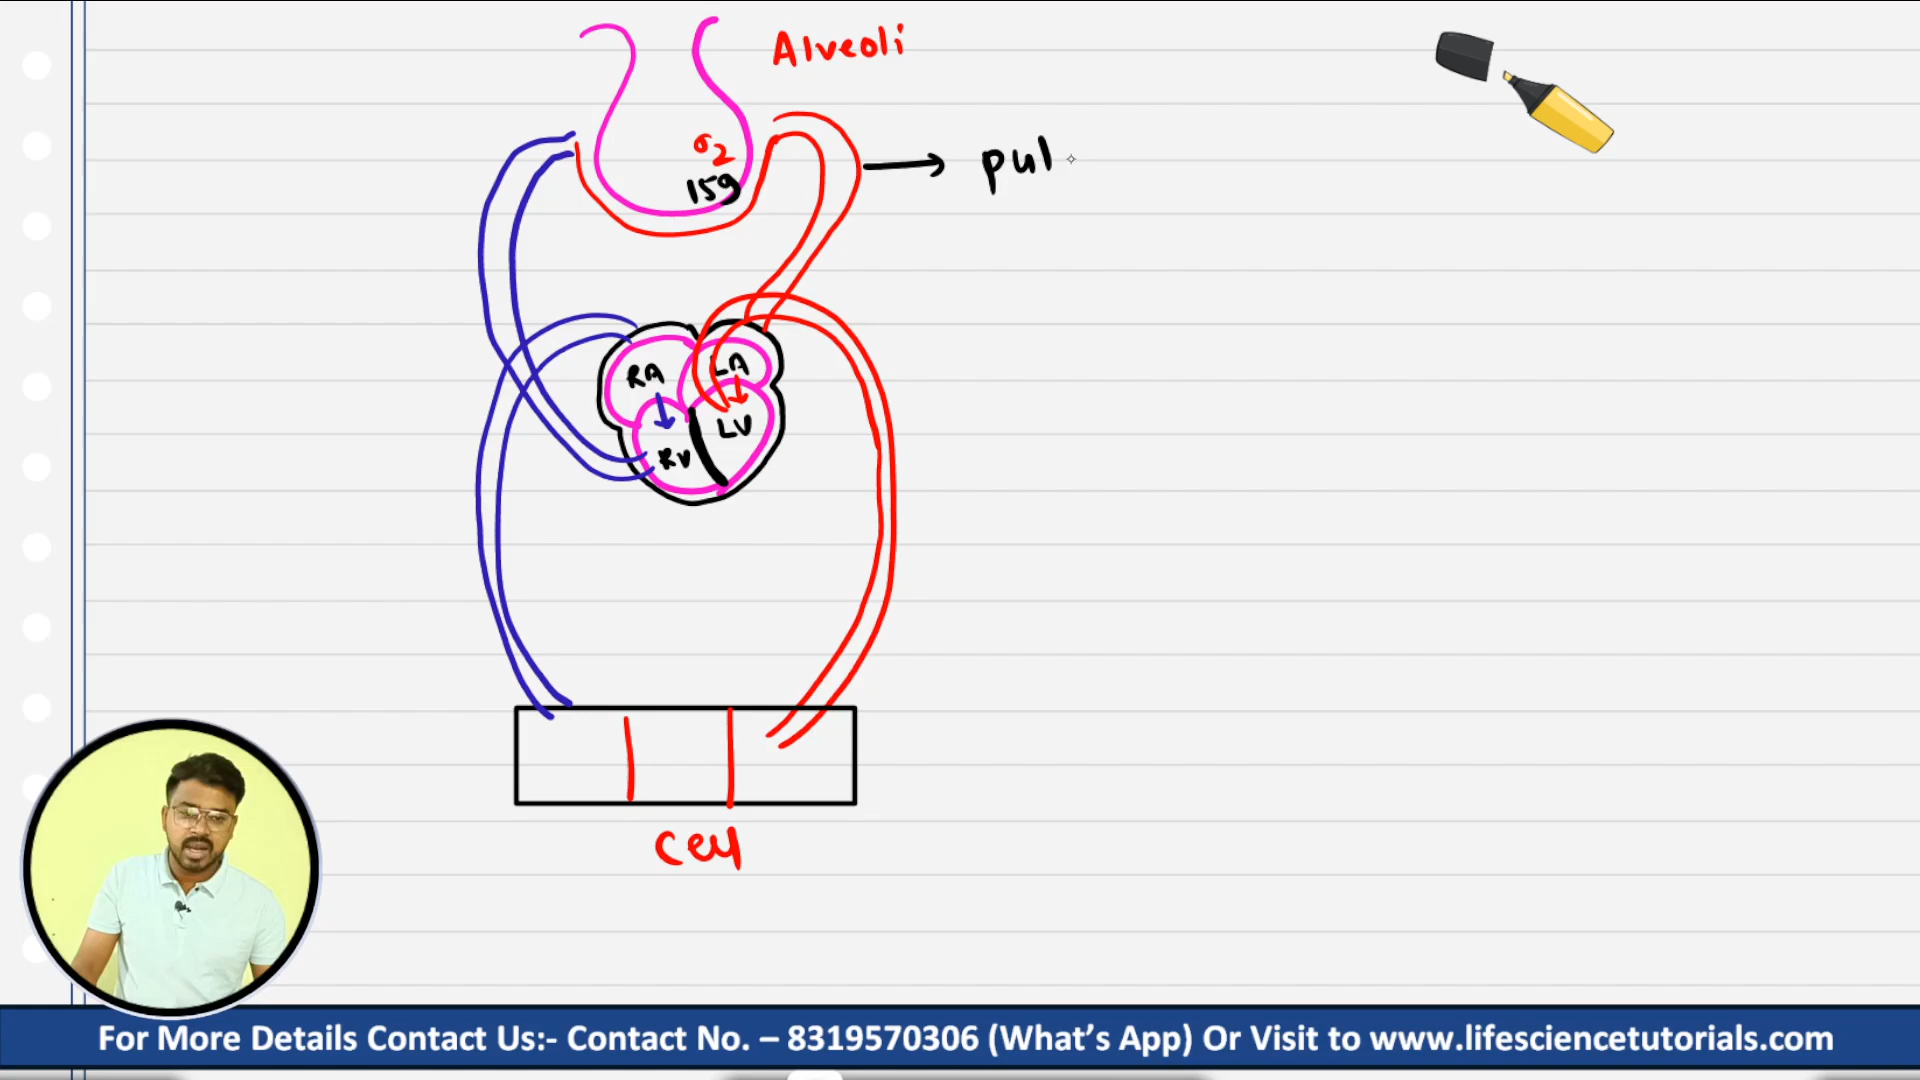 Alveoli
O2
159
pul
RA
LA
LV
RV
Cell
For More Details Contact Us:- Contact No. – 8319570306 (What's App) Or Visit to www.lifesciencetutorials.com